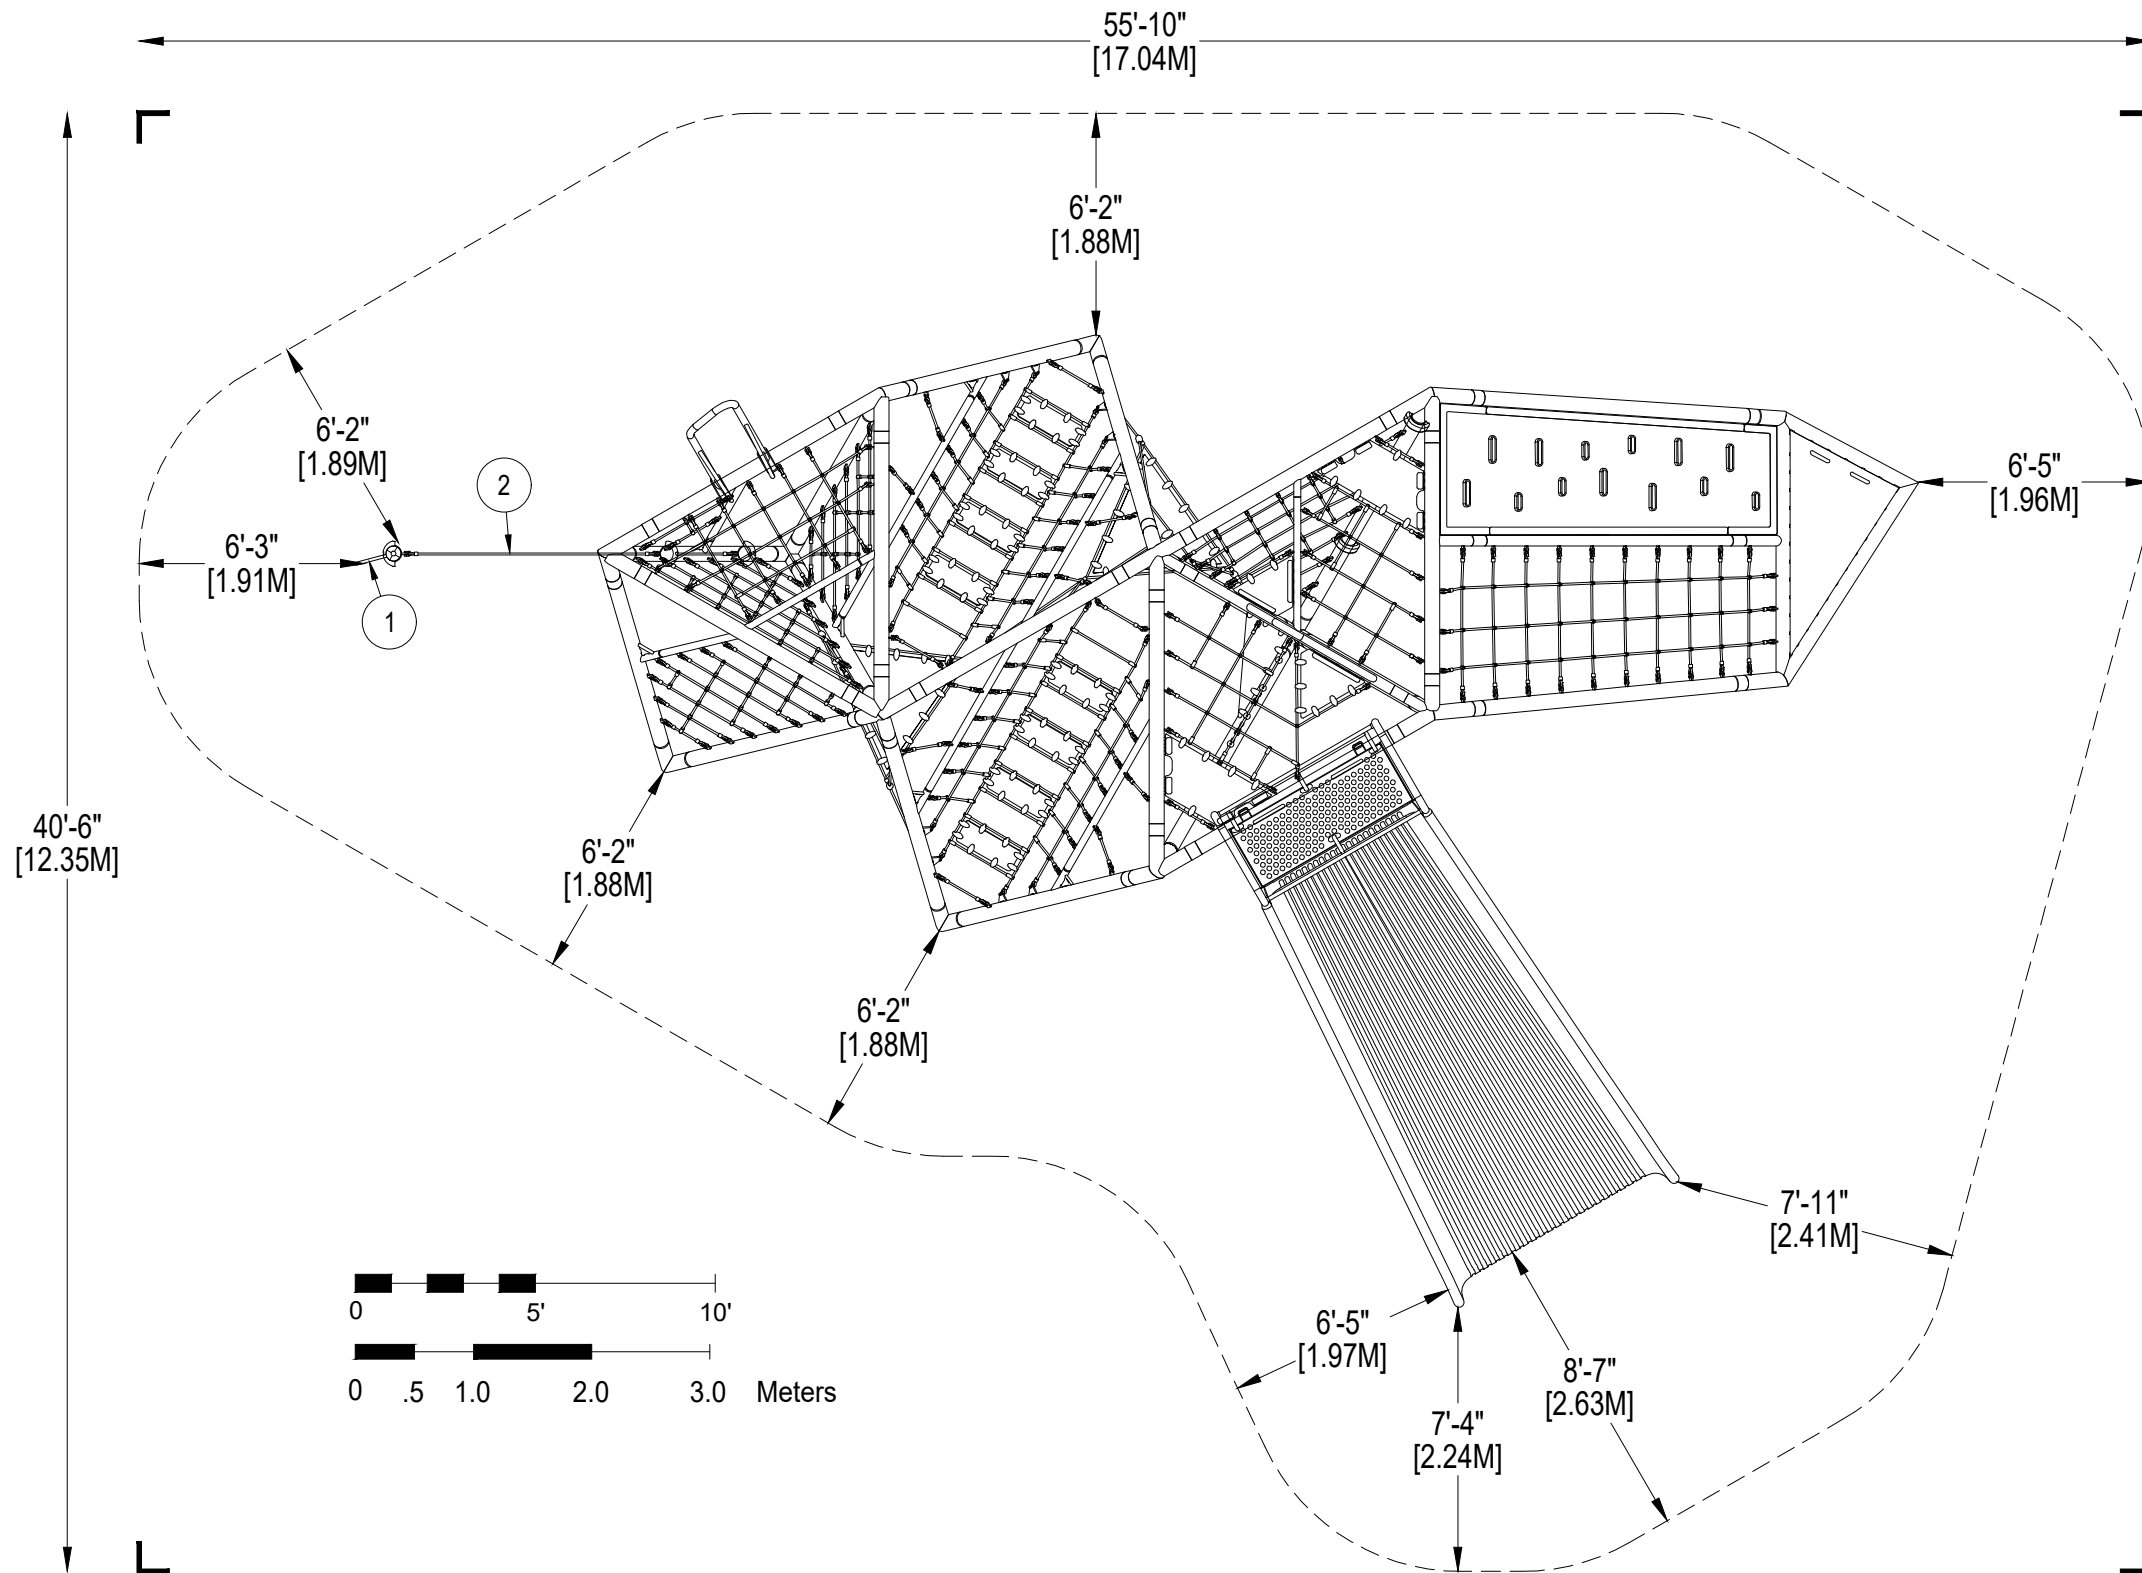 55'-10"
[17.04M]
6'-2"
[1.88M]
6'-2"
[1.89M]
2
6'-5"
[1.96M]
6'-3"
[1.91M]
1
40'-6"
[12.35M]
6'-2"
[1.88M]
6'-2"
[1.88M]
7'-11"
[2.41M]
0 5' 10'
6'-5"
[1.97M]
8'-7"
[2.63M]
0 .5 1.0 2.0 3.0 Meters
7'-4"
[2.24M]